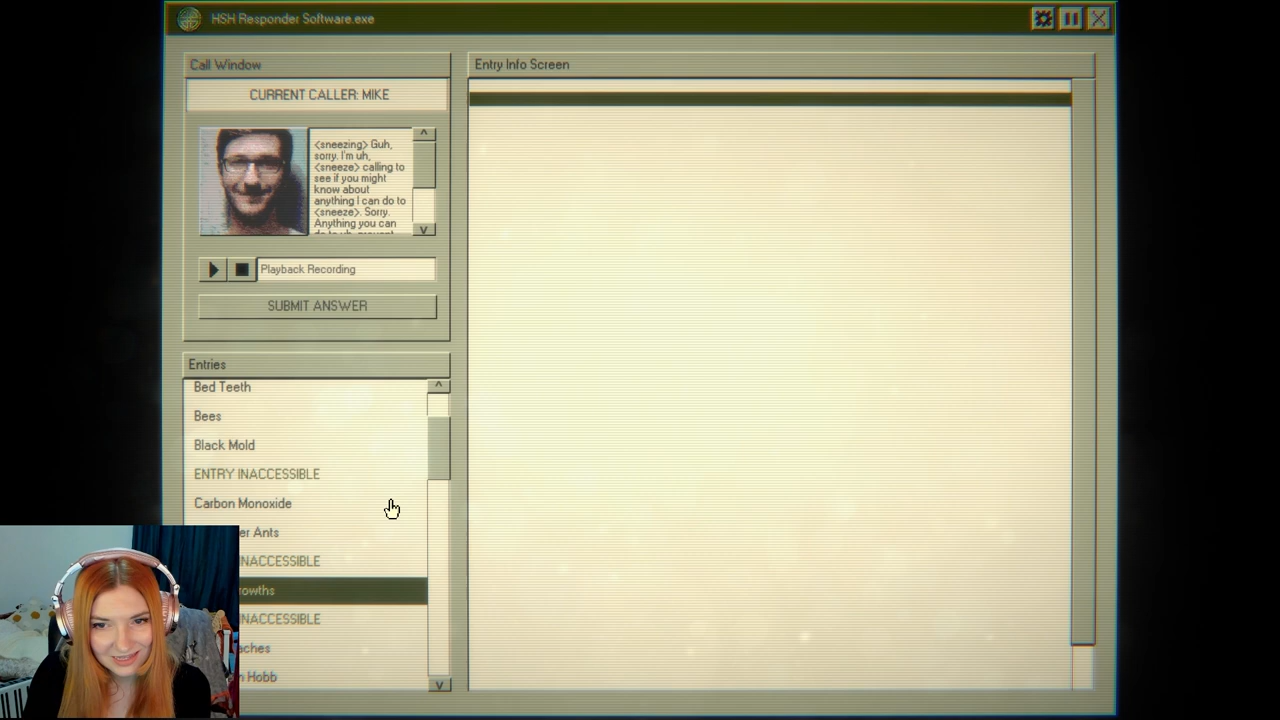 HSH Responder Software.exe
Call Window
CURRENT CALLER: MIKE
<sneezing> Guh,
sorry. I'm uh,
<sneeze> calling to
see if you might
know about
anything I can do to
<sneeze>. Sorry.
Anything you can
Playback Recording
SUBMIT ANSWER
Entries
Bed Teeth
Bees
Black Mold
ENTRY INACCESSIBLE
Carbon Monoxide
er Ants
INACCESSIBLE
owths
INACCESSIBLE
aches
n Hobb
Entry Info Screen